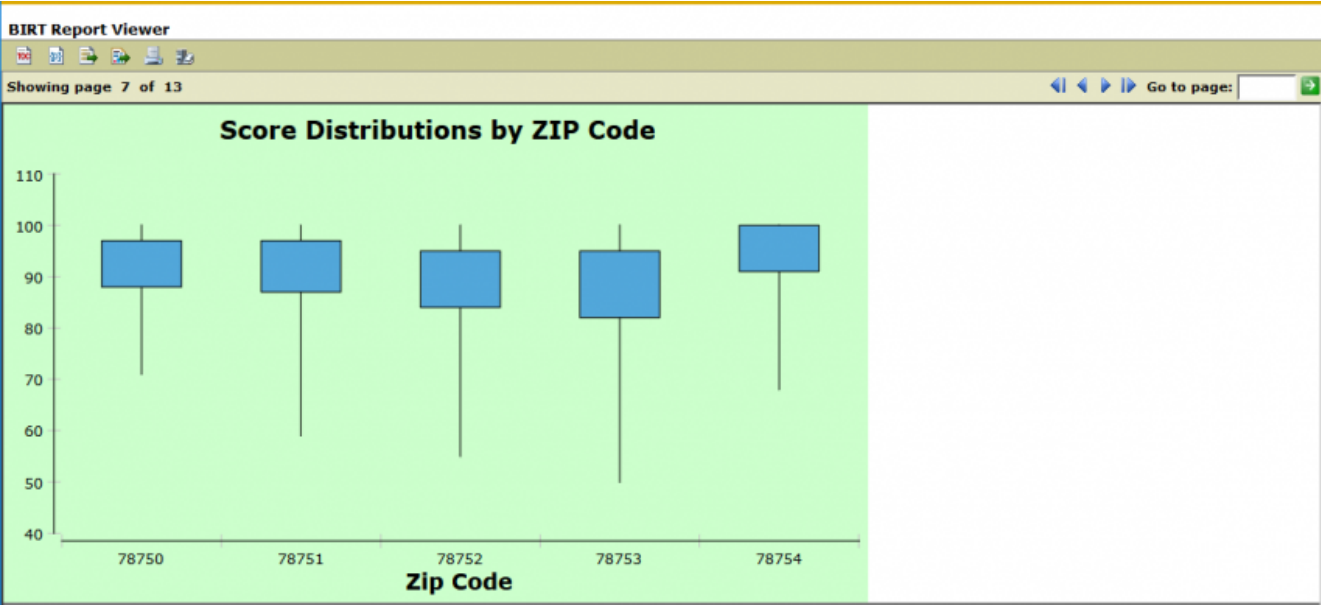 BIRT Report Viewer
Showing page 7 of 13 Go to page:
Score Distributions by ZIP Code
110
100
90
80
70
60
50
40
78750 78751 78752 78753 78754
Zip Code